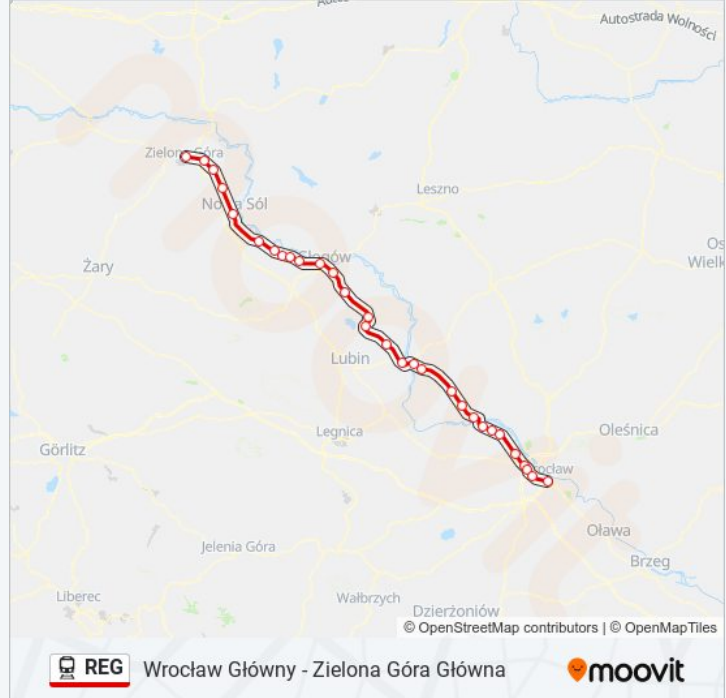 Autostrada Wolności
Zielona Góra
Leszno
Nowa Sól
Głogów
Żary
Lubin
Legnica
Oleśnica
Görlitz
Wrocław
Oława
Jelenia Góra
Brzeg
Liberec
Wałbrzych
Dzierżoniów
© OpenStreetMap contributors | © OpenMapTiles
REG Wrocław Główny - Zielona Góra Główna
moovit